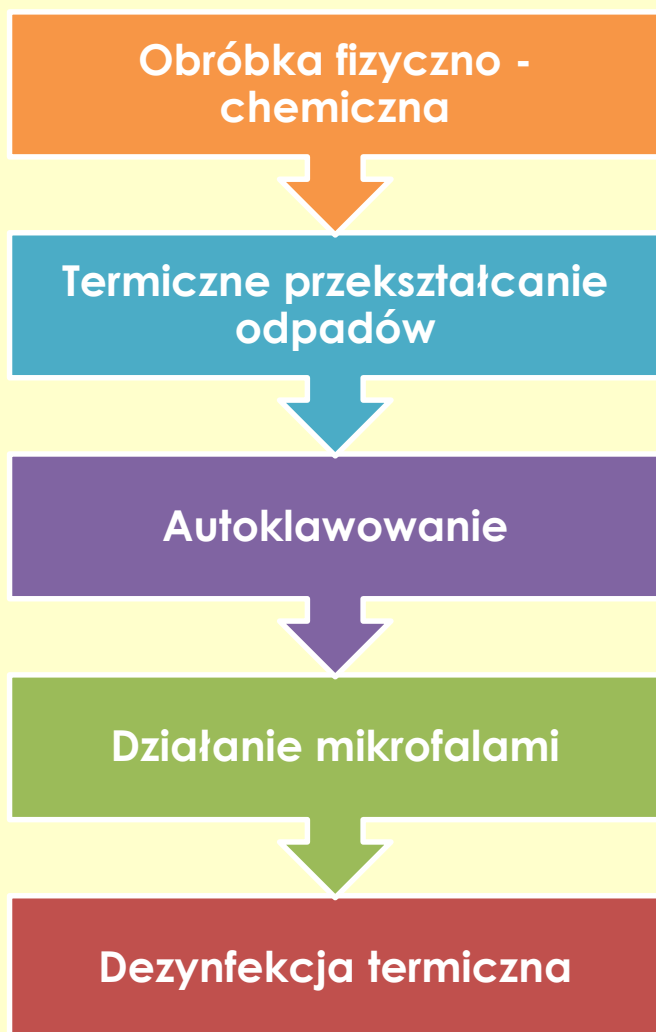 Obróbka fizyczno -
chemiczna
Termiczne przekształcanie
odpadów
Autoklawowanie
Działanie mikrofalami
Dezynfekcja termiczna